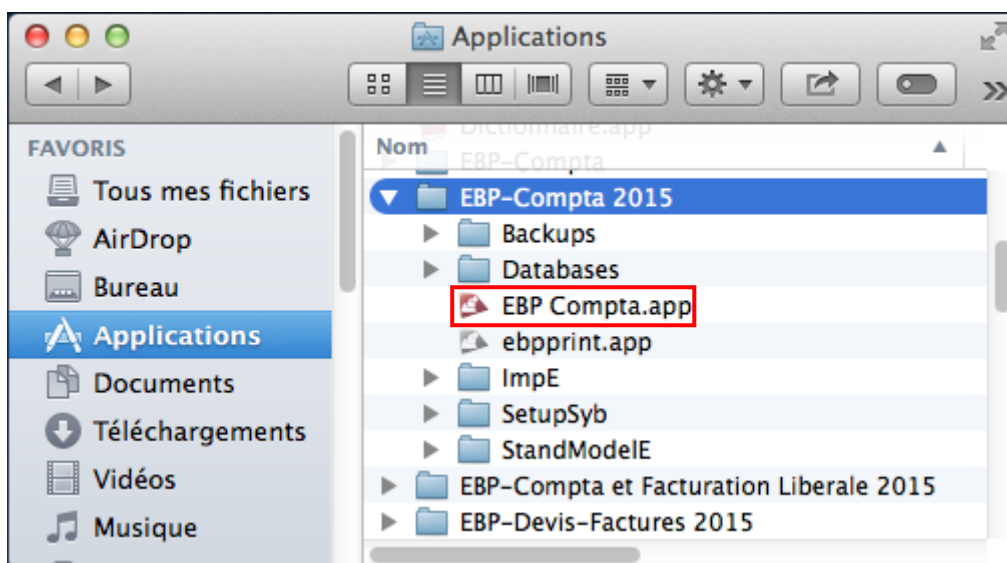 Applications
FAVORIS
Tous mes fichiers
AirDrop
Bureau
Applications
Documents
Téléchargements
Vidéos
Musique
Nom
Dictionnaire.app
EBP-Compta
EBP-Compta 2015
Backups
Databases
EBP Compta.app
ebpprint.app
ImpE
SetupSyb
StandModelE
EBP-Compta et Facturation Liberale 2015
EBP-Devis-Factures 2015